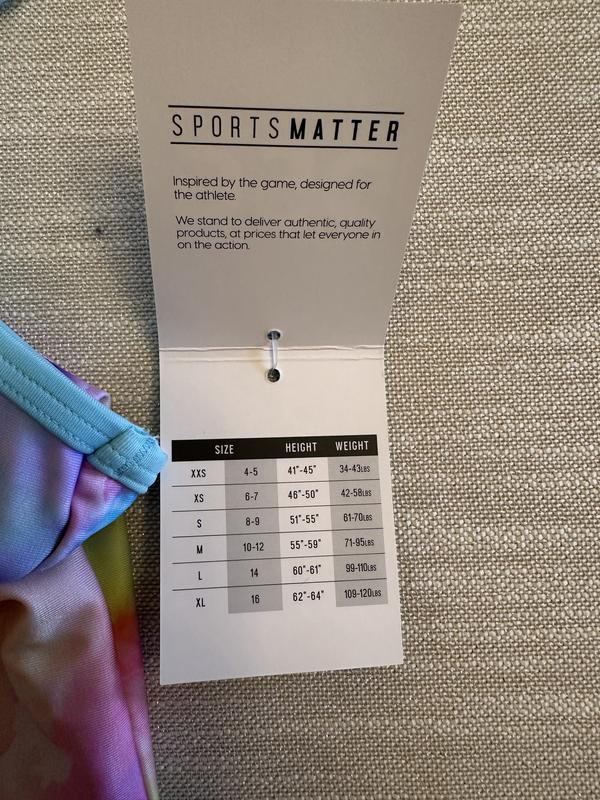 SPORTSMATTER
Inspired by the game, designed for
the athlete.
We stand to deliver authentic, quality
products, at prices that let everyone in
on the action.
SIZE HEIGHT WEIGHT
XXS 4-5 41"-45" 34-43LBS
XS 6-7 46"-50" 42-58LBS
S 8-9 51"-55" 61-70LBS
M 10-12 55"-59" 71-95LBS
L 14 60"-61" 99-110LBS
XL 16 62"-64" 109-120LBS